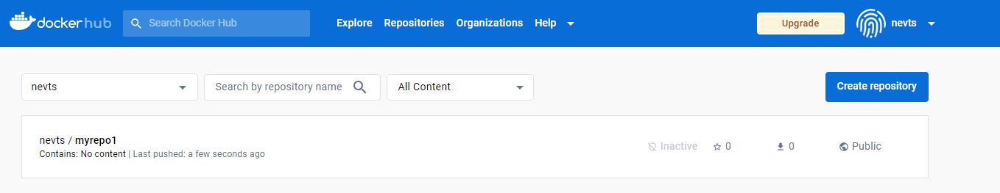 docker hub Search Docker Hub Explore Repositories Organizations Help Upgrade nevts
nevts Search by repository name All Content Create repository
nevts / myrepo1 Inactive 0 0 Public
Contains: No content | Last pushed: a few seconds ago